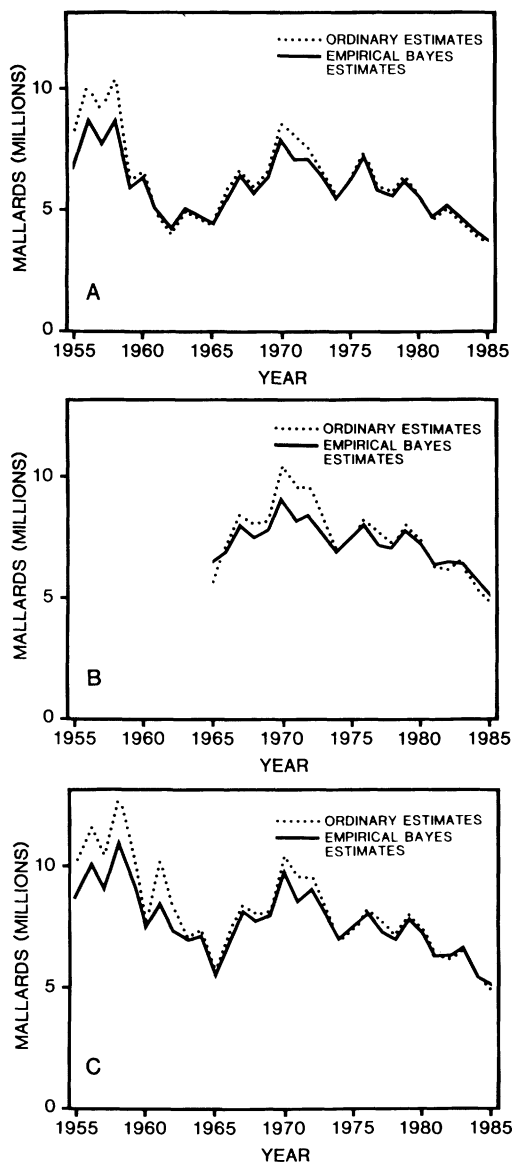 ORDINARY ESTIMATES
EMPIRICAL BAYES
ESTIMATES
MALLARDS (MILLIONS)
10
5
0
A
1955 1960 1965 1970 1975 1980 1985
YEAR
ORDINARY ESTIMATES
EMPIRICAL BAYES
ESTIMATES
MALLARDS (MILLIONS)
10
5
0
B
1955 1960 1965 1970 1975 1980 1985
YEAR
ORDINARY ESTIMATES
EMPIRICAL BAYES
ESTIMATES
MALLARDS (MILLIONS)
10
5
0
C
1955 1960 1965 1970 1975 1980 1985
YEAR